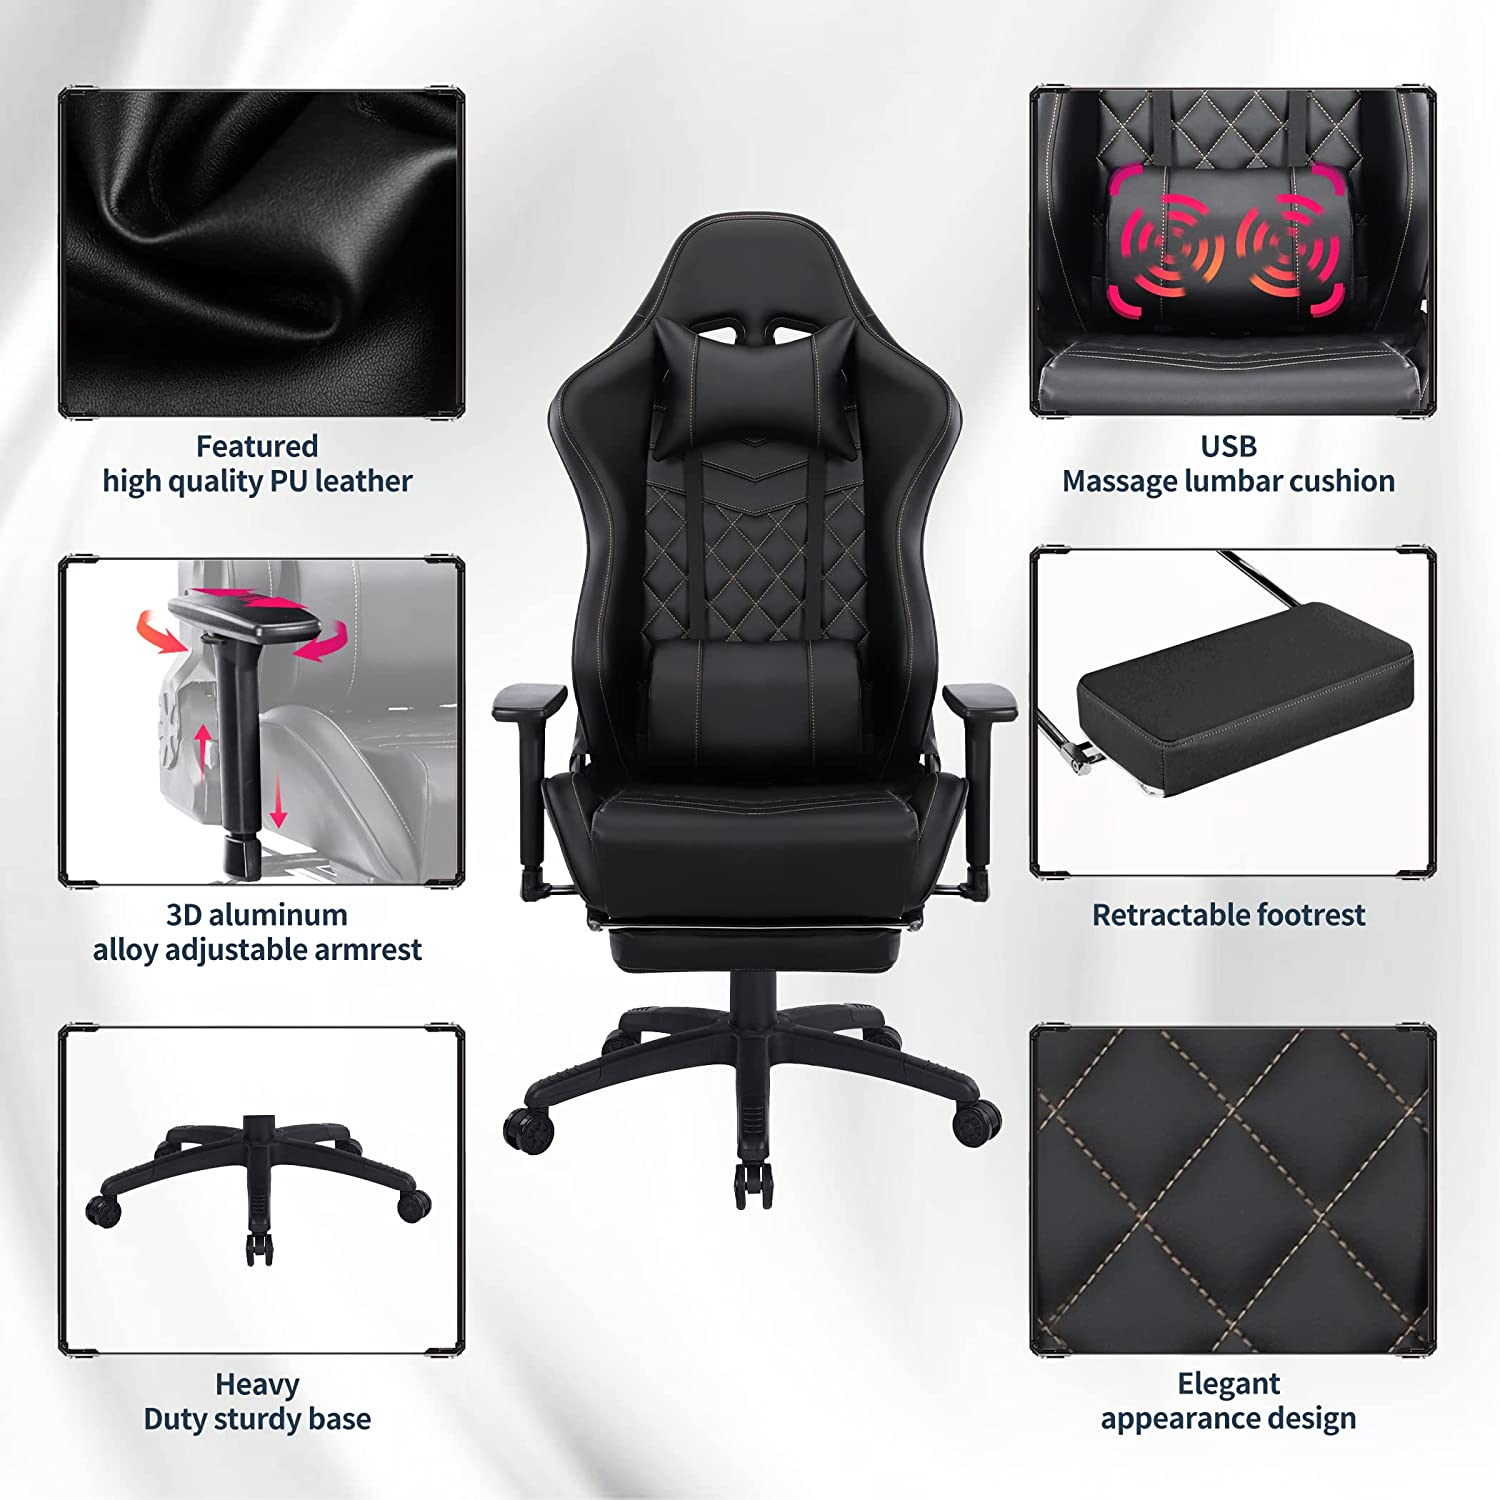 Featured
high quality PU leather
USB
Massage lumbar cushion
3D aluminum
alloy adjustable armrest
Retractable footrest
Heavy
Duty sturdy base
Elegant
appearance design